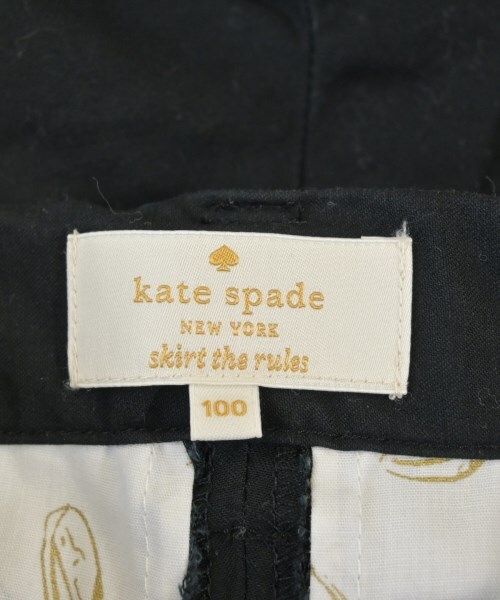 kate spade
NEW YORK
skirt the rules
100